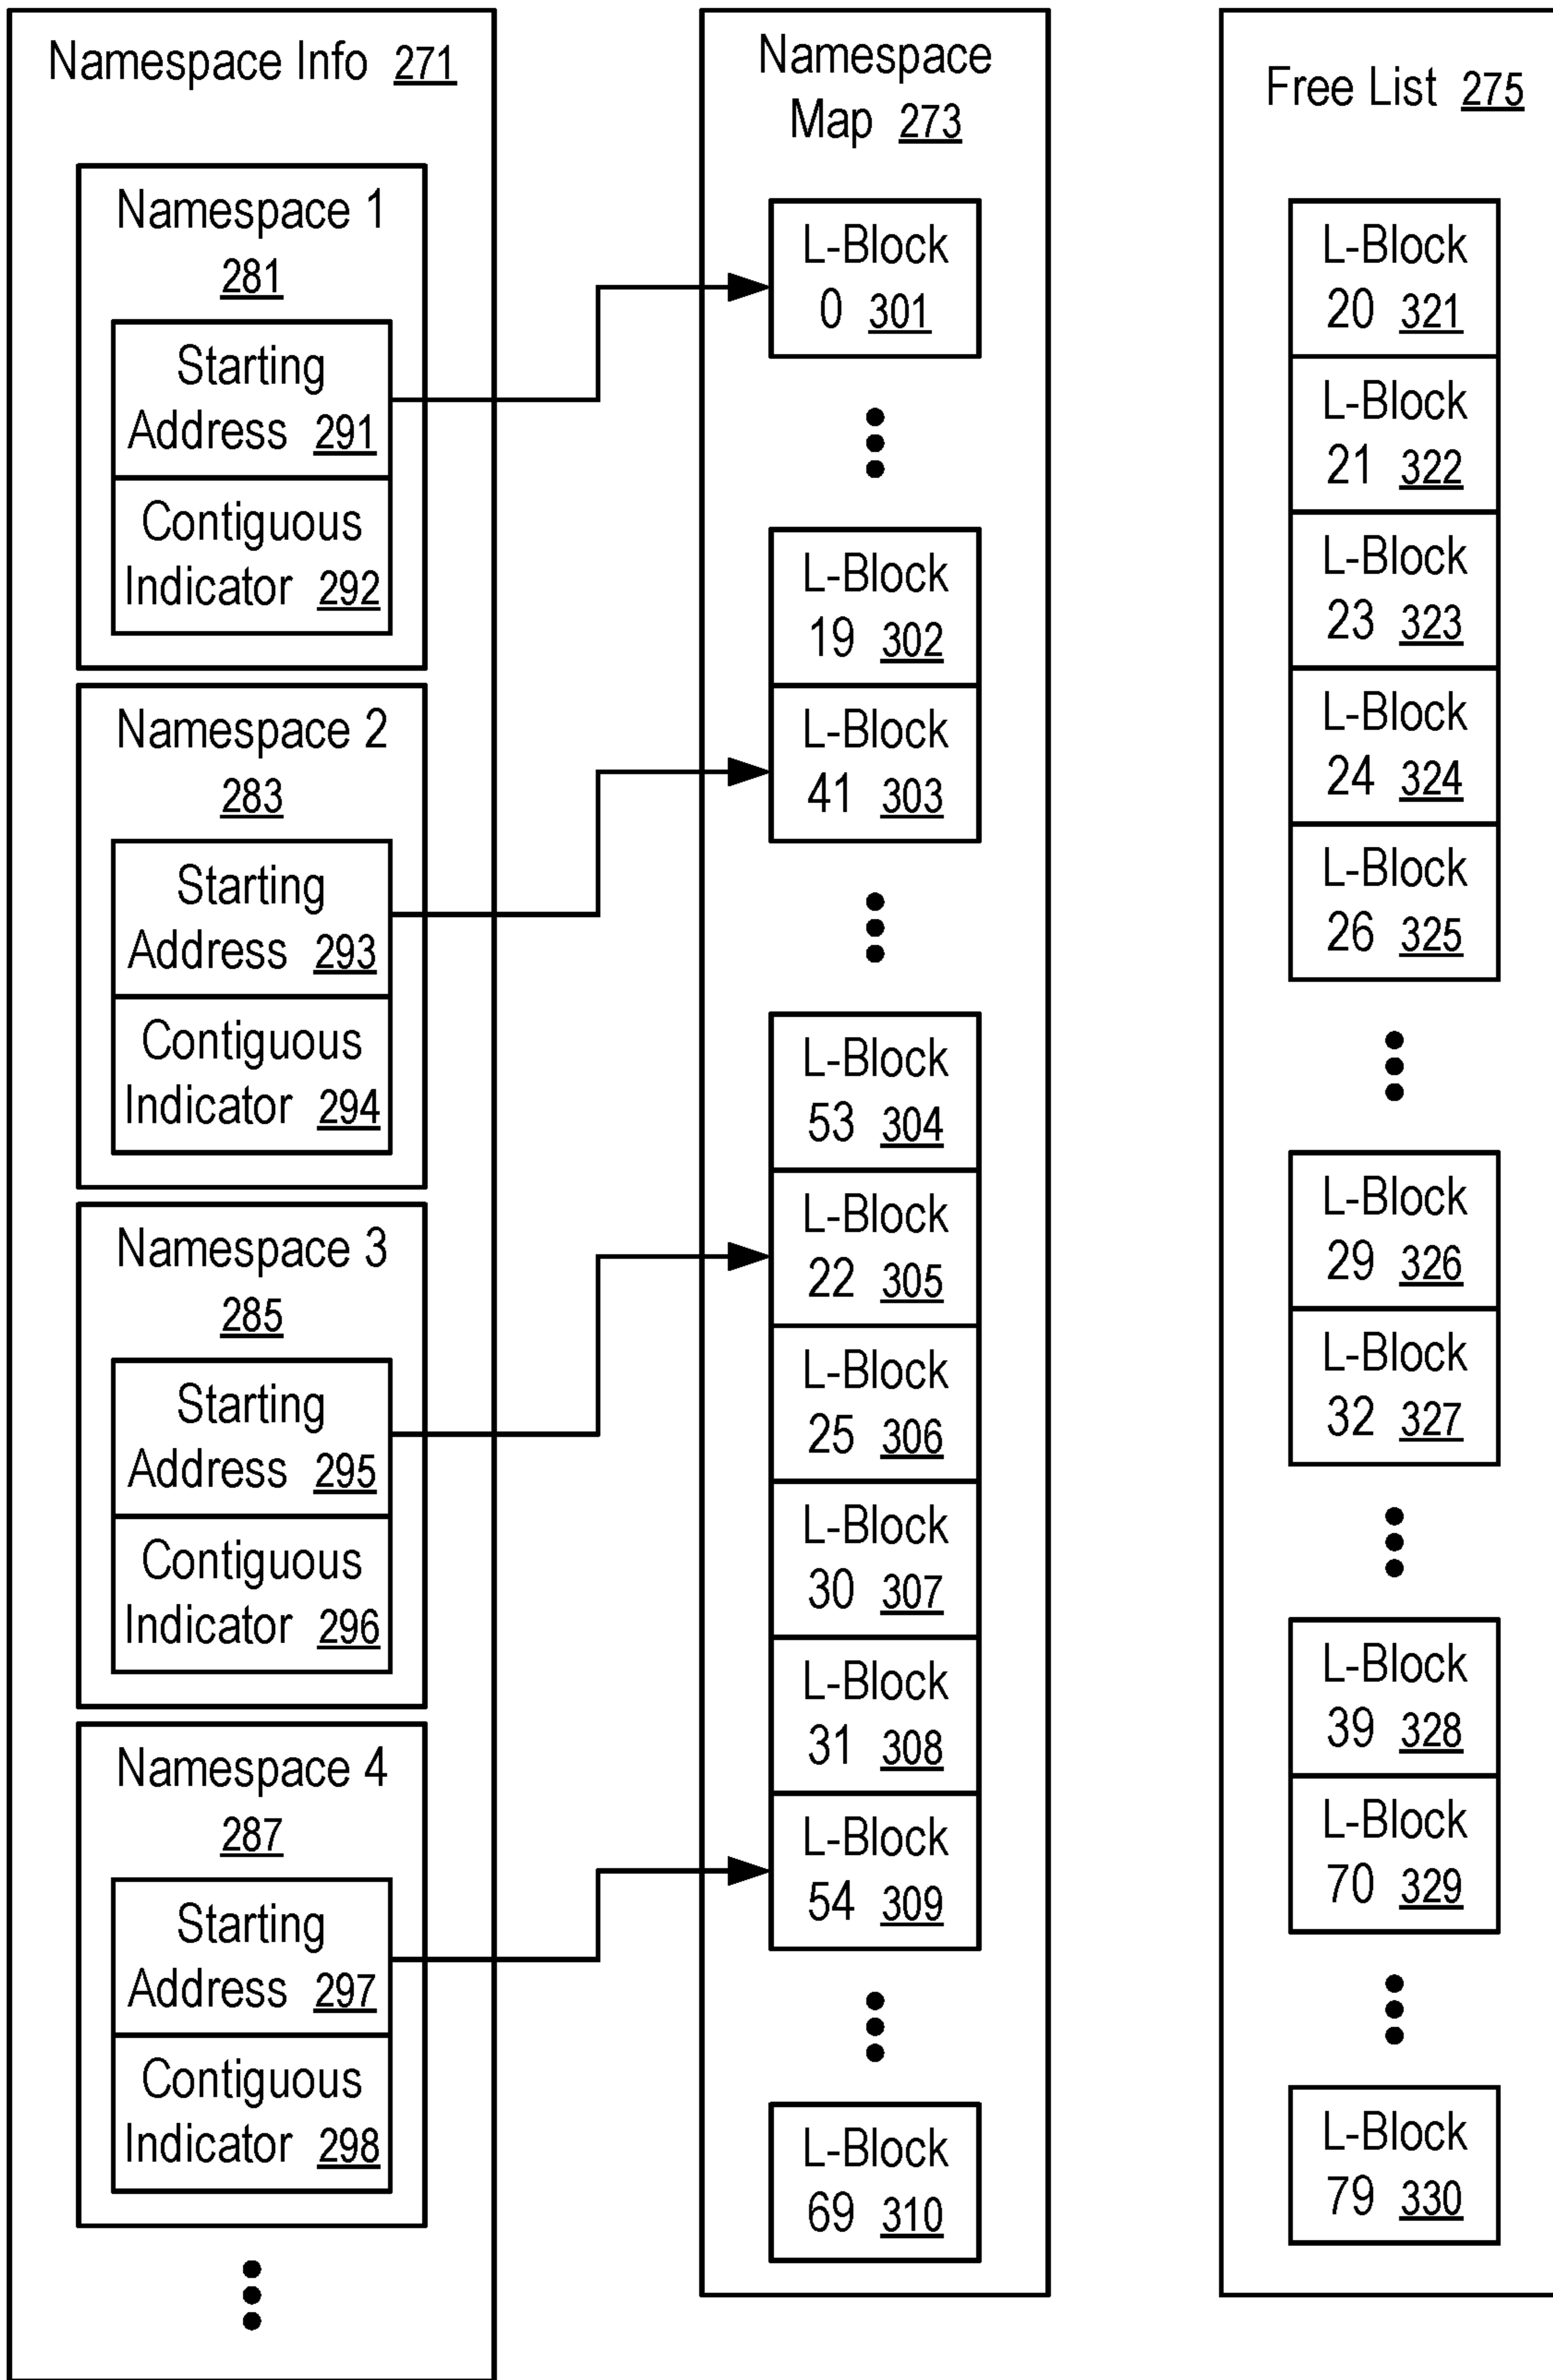 Namespace Info 271
Namespace 1
281
Starting
Address 291
Contiguous
Indicator 292
Namespace 2
283
Starting
Address 293
Contiguous
Indicator 294
Namespace 3
285
Starting
Address 295
Contiguous
Indicator 296
Namespace 4
287
Starting
Address 297
Contiguous
Indicator 298
Namespace
Map 273
L-Block
0 301
L-Block
19 302
L-Block
41 303
L-Block
53 304
L-Block
22 305
L-Block
25 306
L-Block
30 307
L-Block
31 308
L-Block
54 309
L-Block
69 310
Free List 275
L-Block
20 321
L-Block
21 322
L-Block
23 323
L-Block
24 324
L-Block
26 325
L-Block
29 326
L-Block
32 327
L-Block
39 328
L-Block
70 329
L-Block
79 330